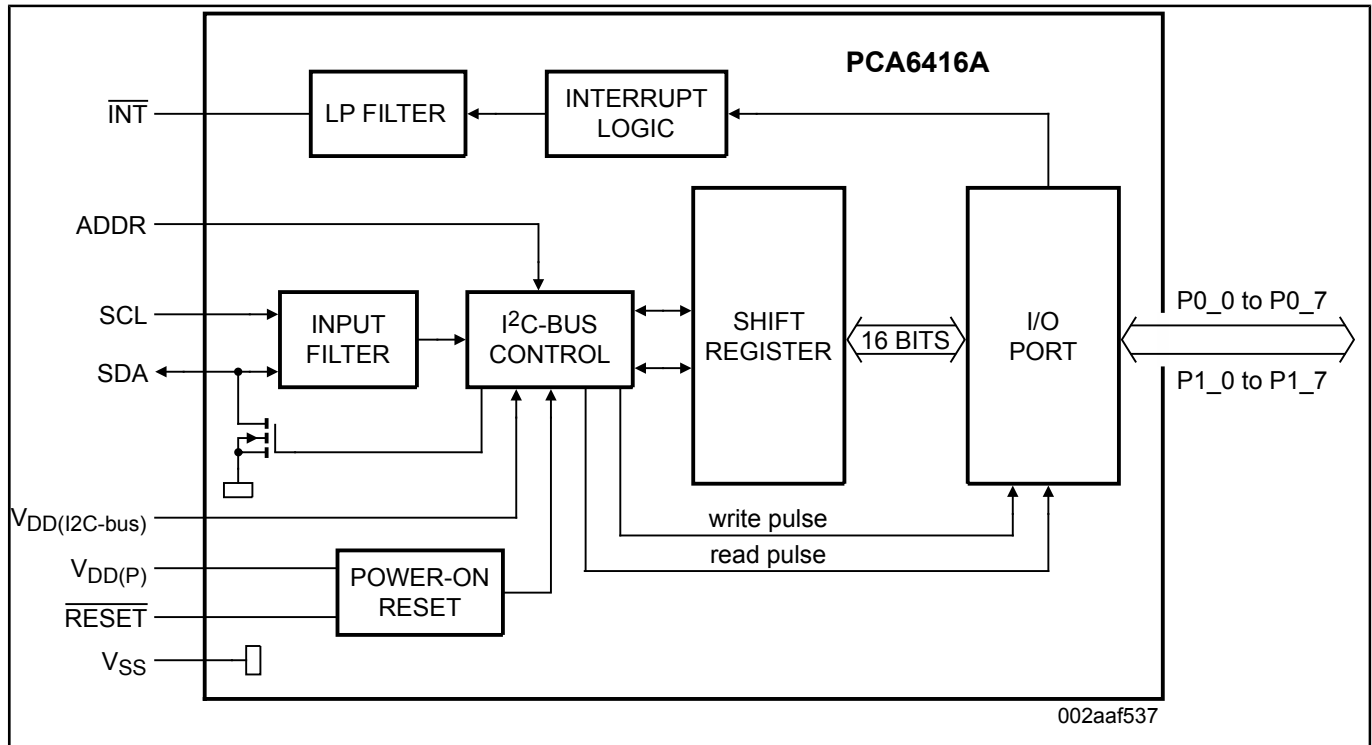 PCA6416A
INT
LP FILTER
INTERRUPT
LOGIC
ADDR
SCL
SDA
INPUT
FILTER
I²C-BUS
CONTROL
SHIFT
REGISTER
16 BITS
I/O
PORT
P0_0 to P0_7
P1_0 to P1_7
VDD(I2C-bus)
write pulse
read pulse
VDD(P)
RESET
POWER-ON
RESET
VSS
002aaf537